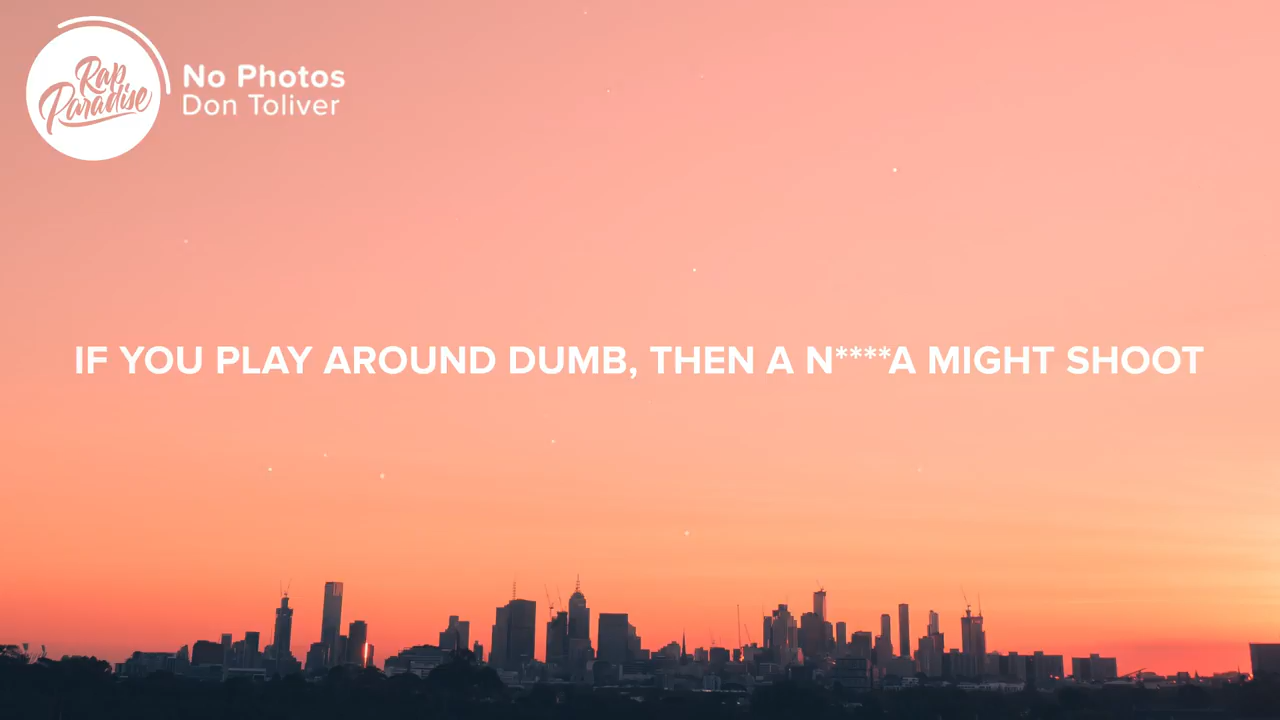 Rap
Paradise
No Photos
Don Toliver
IF YOU PLAY AROUND DUMB, THEN A N****A MIGHT SHOOT